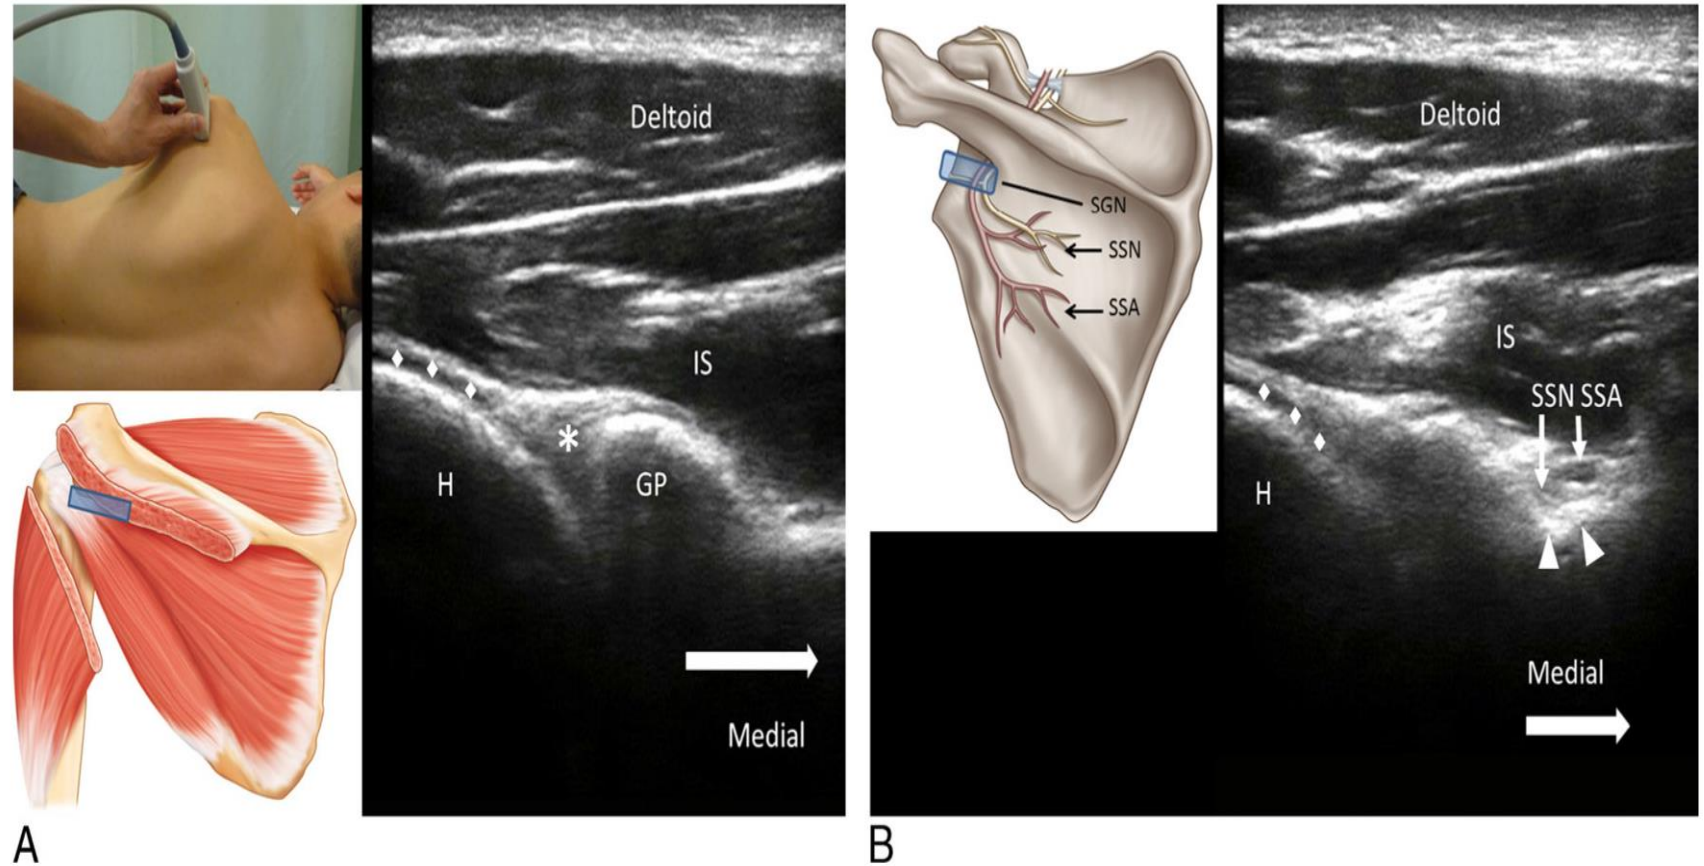 Deltoid
IS
*
H
GP
Medial
A
SGN
SSN
SSA
Deltoid
IS
SSN SSA
H
Medial
B